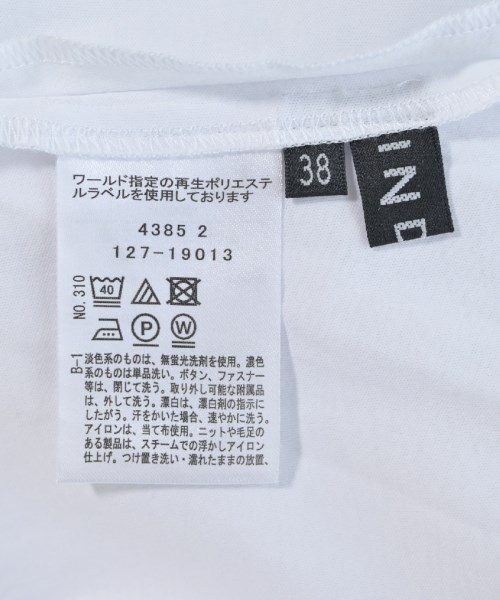 ワールド指定の再生ポリエステ
ルラベルを使用しております
4385 2
127-19013
NO.310
40
P
W
B-1
淡色系のものは、無蛍光洗剤を使用。濃色
系のものは単品洗い。ボタン、ファスナー
等は、閉じて洗う。取り外し可能な附属品
は、外して洗う。漂白は、漂白剤の指示に
したがう。汗をかいた場合、速やかに洗う。
アイロンは、当て布使用。ニットや毛足の
ある製品は、スチームでの浮かしアイロン
仕上げ。つけ置き洗い・濡れたままの放置、
38
IND